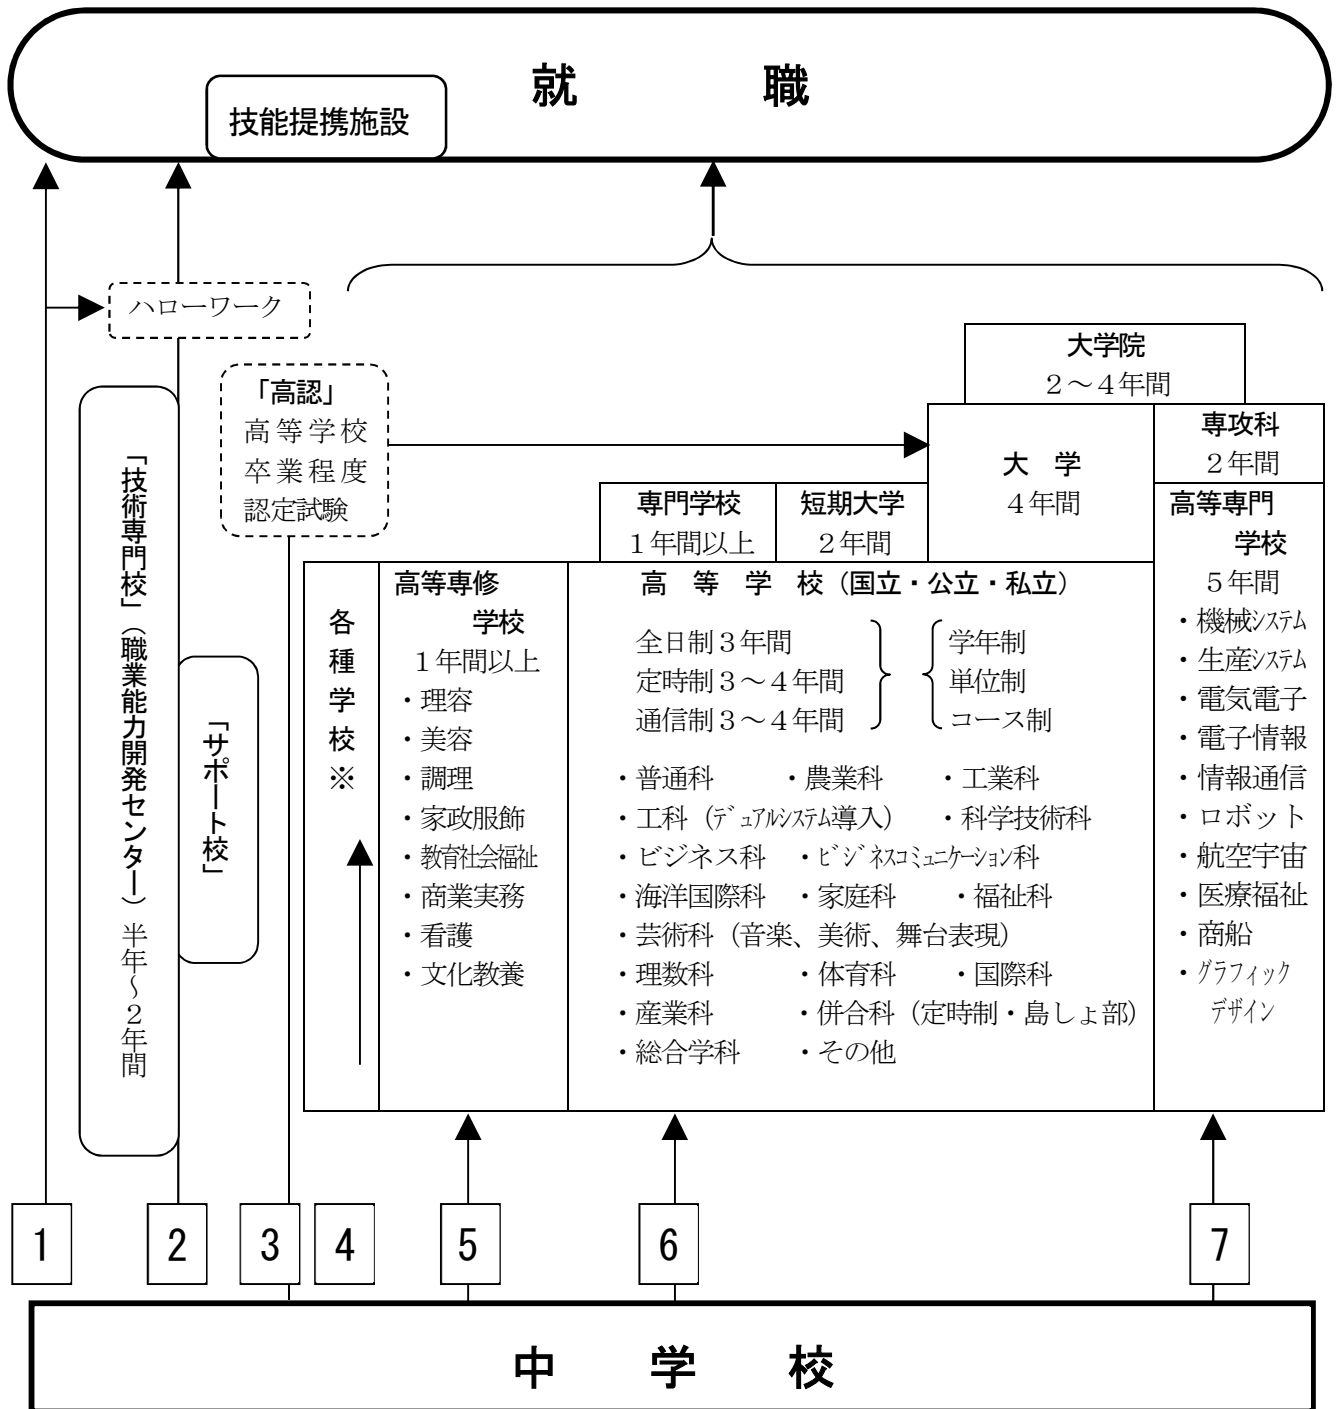 就　職
技能提携施設
ハローワーク
「高認」
高等学校
卒業程度
認定試験
大学院
２～４年間
大　学
４年間
専攻科
２年間
専門学校
１年間以上
短期大学
２年間
「技術専門校」（職業能力開発センター）半年～２年間
「サポート校」
各種学校※
高等専修
学校
１年間以上
・理容
・美容
・調理
・家政服飾
・教育社会福祉
・商業実務
・看護
・文化教養
高　等　学　校（国立・公立・私立）
全日制３年間
定時制３～４年間
通信制３～４年間
学年制
単位制
コース制
・普通科　・農業科　・工業科
・工科（デュアルシステム導入）　・科学技術科
・ビジネス科　・ビジネスコミュニケーション科
・海洋国際科　・家庭科　・福祉科
・芸術科（音楽、美術、舞台表現）
・理数科　・体育科　・国際科
・産業科　・併合科（定時制・島しょ部）
・総合学科　・その他
高等専門
学校
５年間
・機械システム
・生産システム
・電気電子
・電子情報
・情報通信
・ロボット
・航空宇宙
・医療福祉
・商船
・グラフィック
デザイン
1
2
3
4
5
6
7
中　学　校